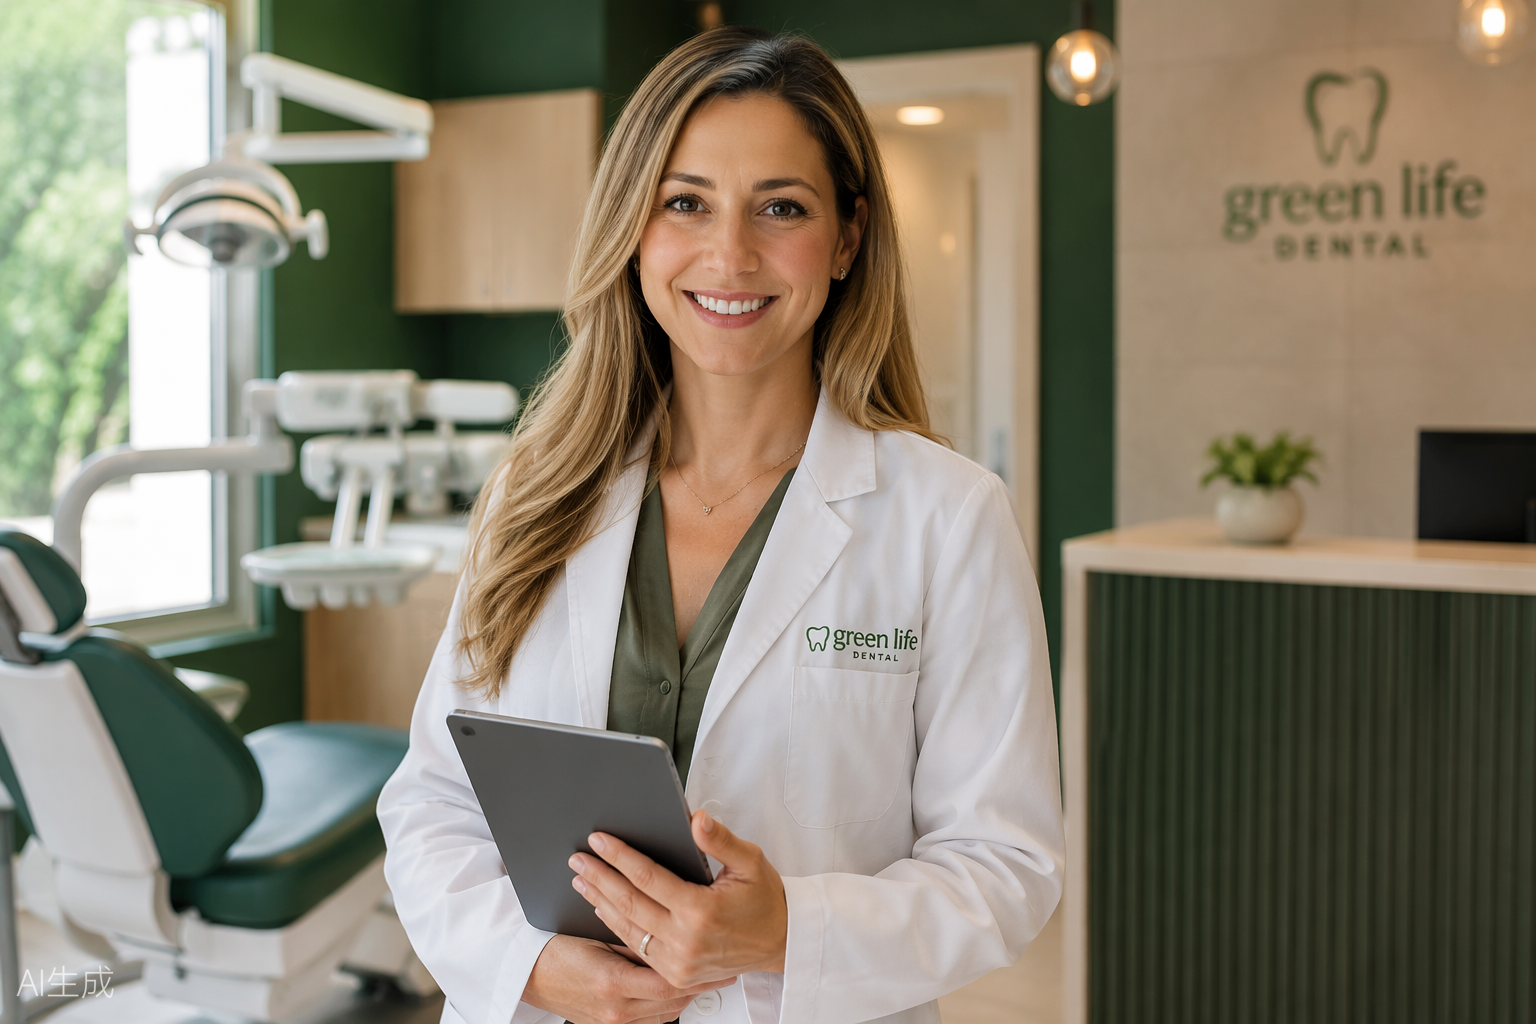 green life
DENTAL
green life
DENTAL
AI生成